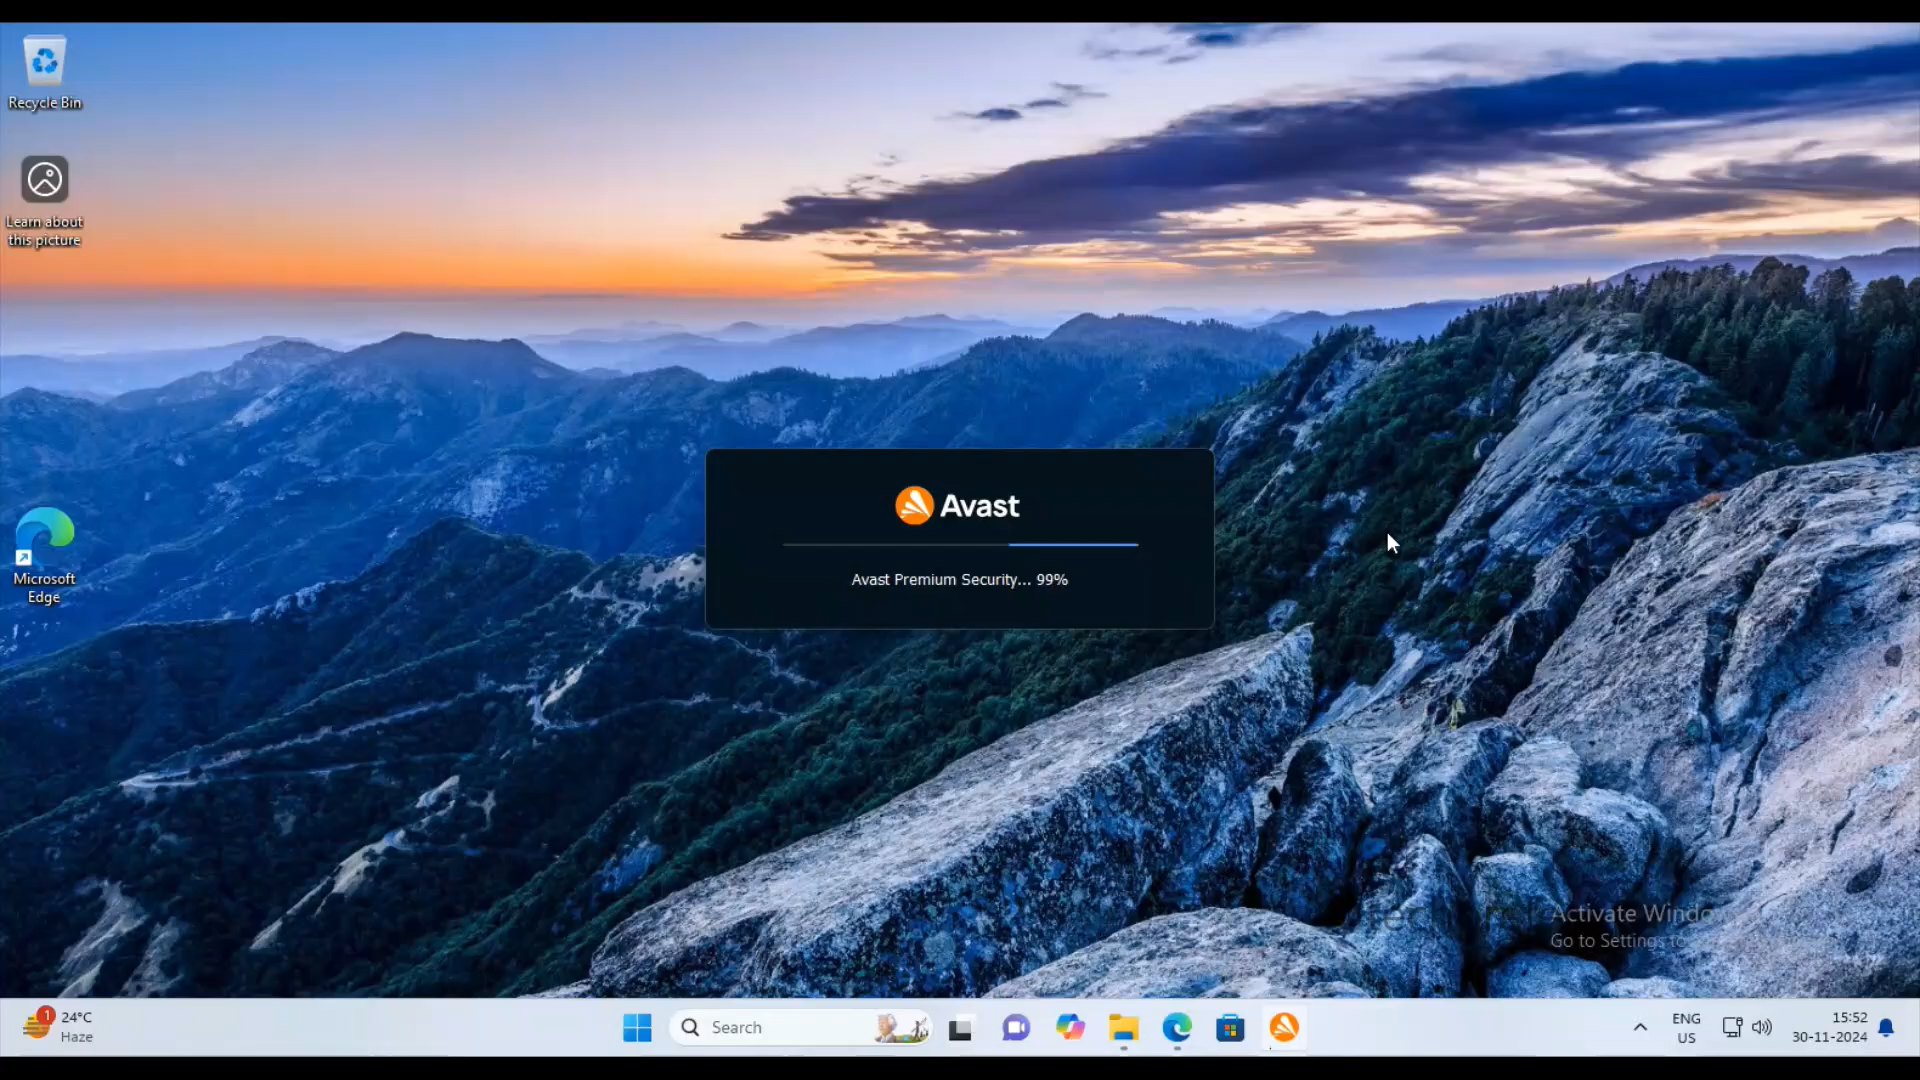 Recycle Bin
Learn about
this picture
Microsoft
Edge
Avast
Avast Premium Security... 99%
Activate Windo
Go to Settings to
1
24°C
Haze
Search
ENG
US
15:52
30-11-2024